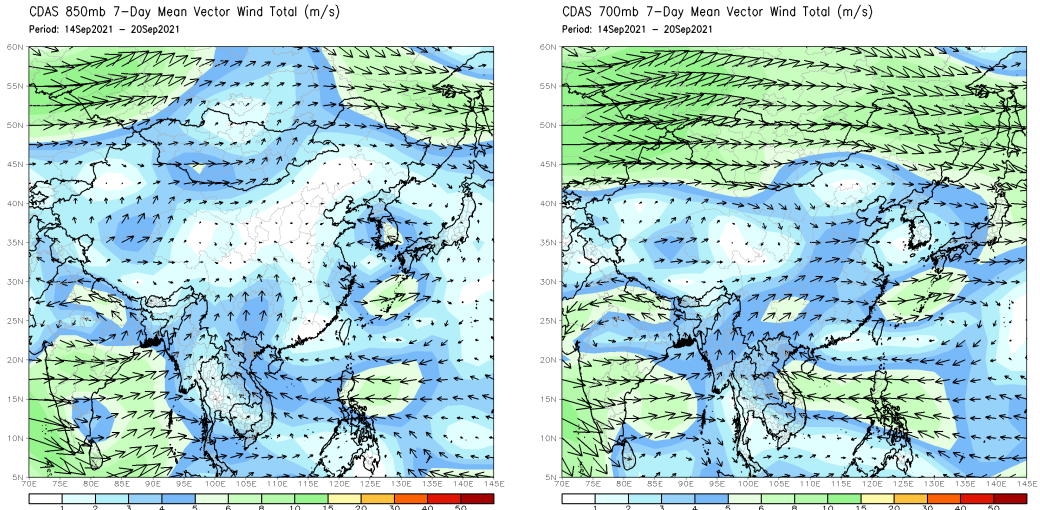 CDAS 850mb 7-Day Mean Vector Wind Total (m/s)
Period: 14Sep2021 - 20Sep2021
60N
55N
50N
45N
40N
35N
30N
25N
20N
15N
10N
5N
70E 75E 80E 85E 90E 95E 100E 105E 110E 115E 120E 125E 130E 135E 140E 145E
1 2 3 4 5 6 8 10 15 20 30 40 50
CDAS 700mb 7-Day Mean Vector Wind Total (m/s)
Period: 14Sep2021 - 20Sep2021
60N
55N
50N
45N
40N
35N
30N
25N
20N
15N
10N
5N
70E 75E 80E 85E 90E 95E 100E 105E 110E 115E 120E 125E 130E 135E 140E 145E
1 2 3 4 5 6 8 10 15 20 30 40 50